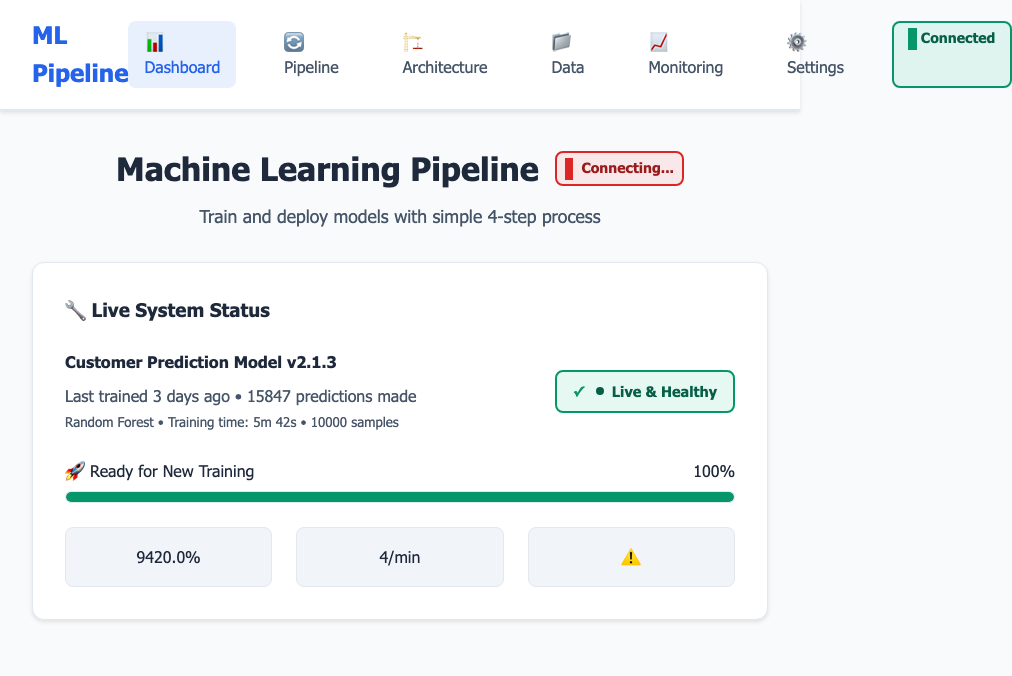 ML
Pipeline
Dashboard
Pipeline
Architecture
Data
Monitoring
Settings
Connected
Machine Learning Pipeline
Connecting...
Train and deploy models with simple 4-step process
🔧 Live System Status
Customer Prediction Model v2.1.3
Last trained 3 days ago • 15847 predictions made
Random Forest • Training time: 5m 42s • 10000 samples
✓ ● Live & Healthy
🚀 Ready for New Training
100%
9420.0%
4/min
⚠️